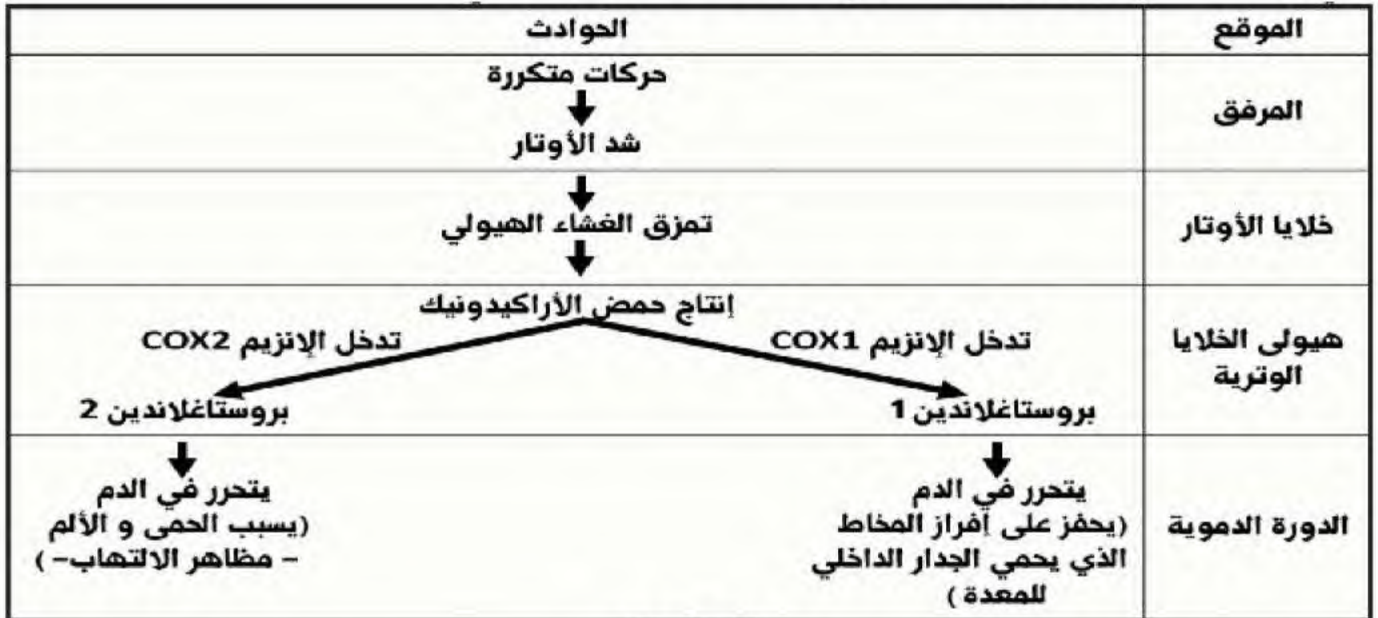 الموقع
الحوادث
المرفق
حركات متكررة
شد الأوتار
خلايا الأوتار
تمزق الغشاء الهيولي
هيولى الخلايا
الوترية
إنتاج حمض الأراكيدونيك
تدخل الإنزيم COX1
تدخل الإنزيم COX2
بروستاغلاندين 1
بروستاغلاندين 2
الدورة الدموية
يتحرر في الدم
(يحفز على إفراز المخاط
الذي يحمي الجدار الداخلي
للمعدة )
يتحرر في الدم
(يسبب الحمى و الألم
– مظاهر الالتهاب– )